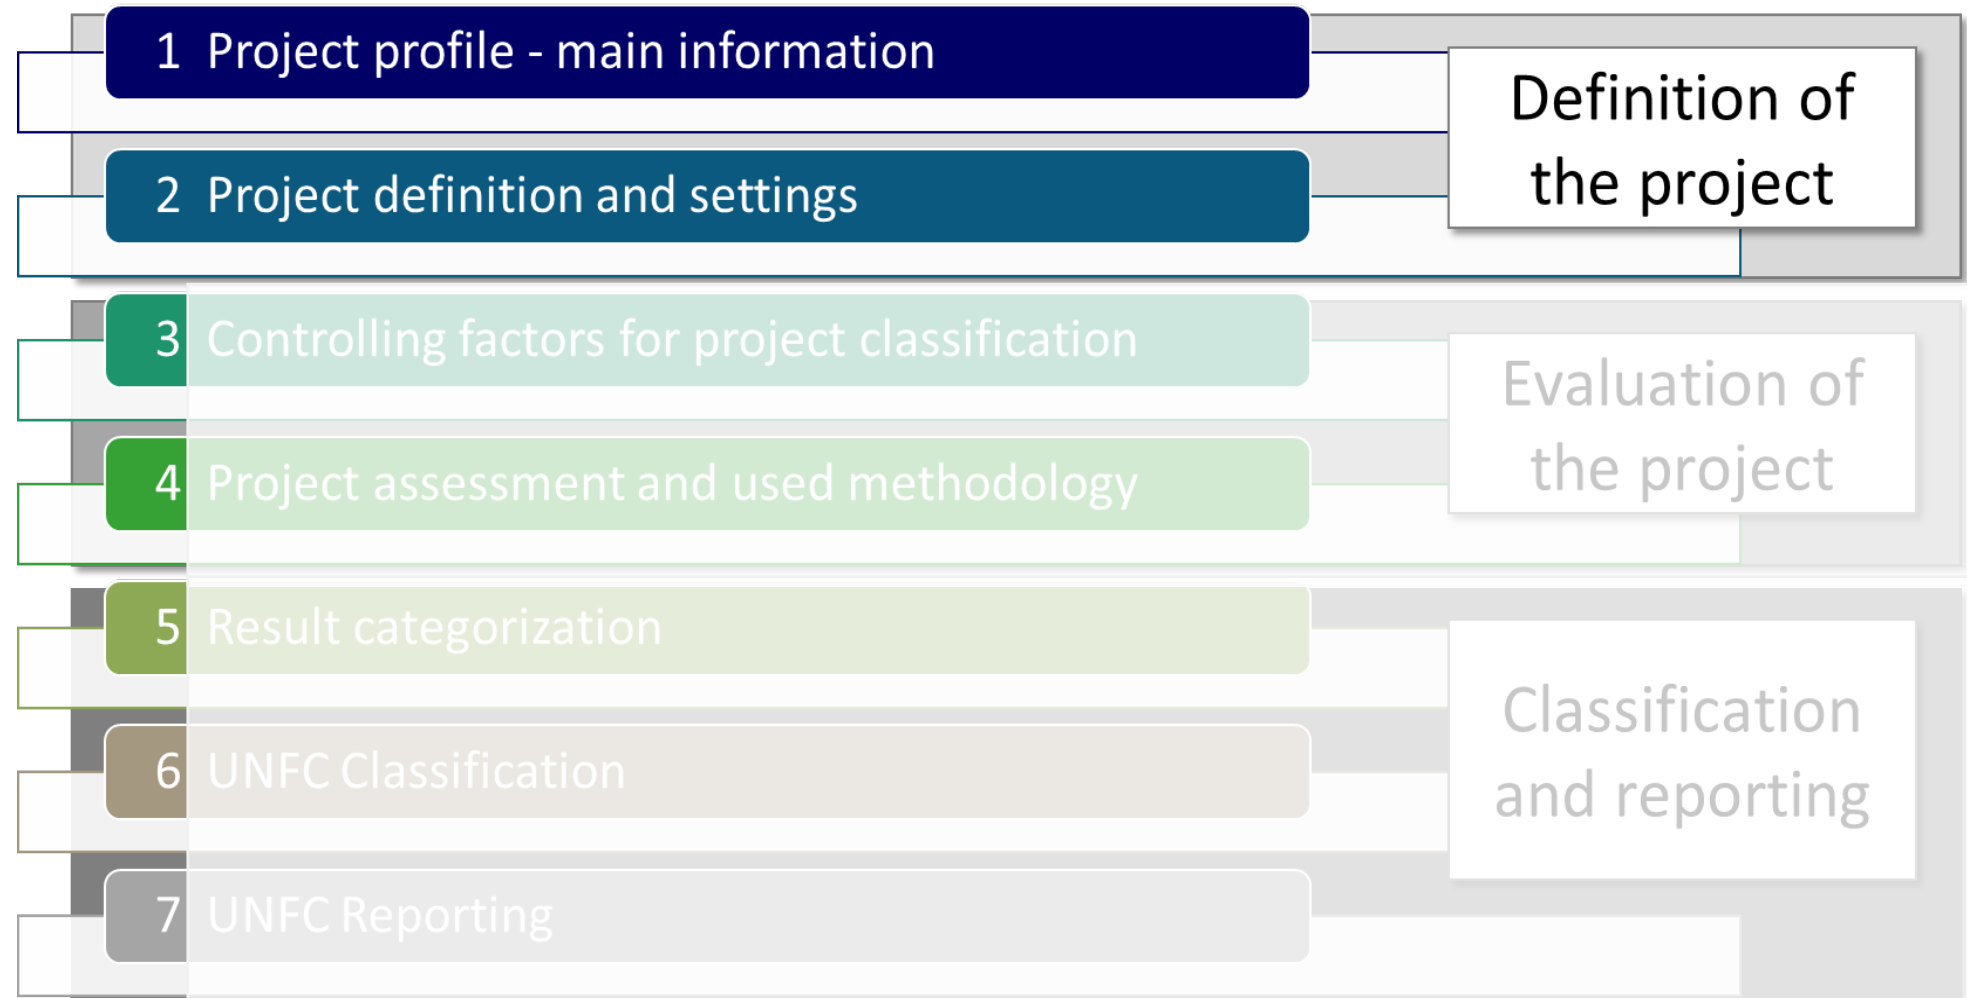 1 Project profile - main information
2 Project definition and settings
Definition of
the project
3 Controlling factors for project classification
4 Project assessment and used methodology
Evaluation of
the project
5 Result categorization
6 UNFC Classification
7 UNFC Reporting
Classification
and reporting